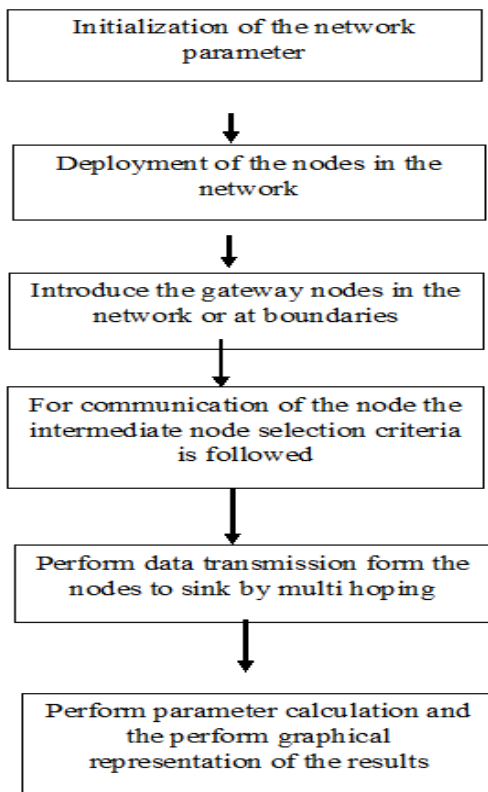 Initialization of the network
parameter
Deployment of the nodes in the
network
Introduce the gateway nodes in the
network or at boundaries
For communication of the node the
intermediate node selection criteria
is followed
Perform data transmission form the
nodes to sink by multi hoping
Perform parameter calculation and
the perform graphical
representation of the results